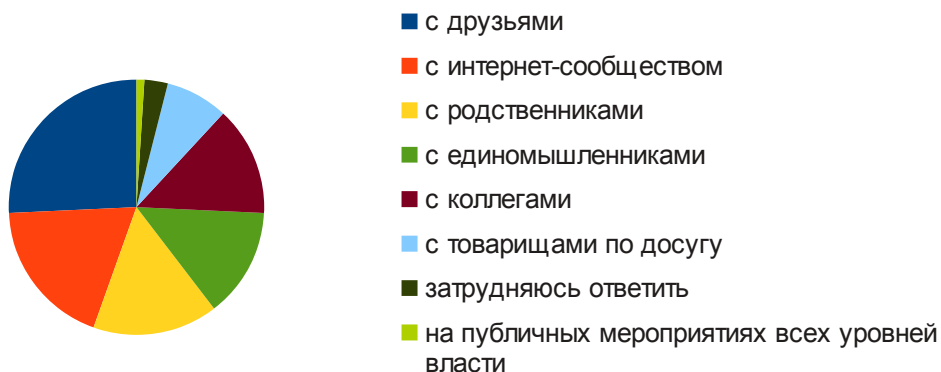 с друзьями
с интернет-сообществом
с родственниками
с единомышленниками
с коллегами
с товарищами по досугу
затрудняюсь ответить
на публичных мероприятиях всех уровней
власти